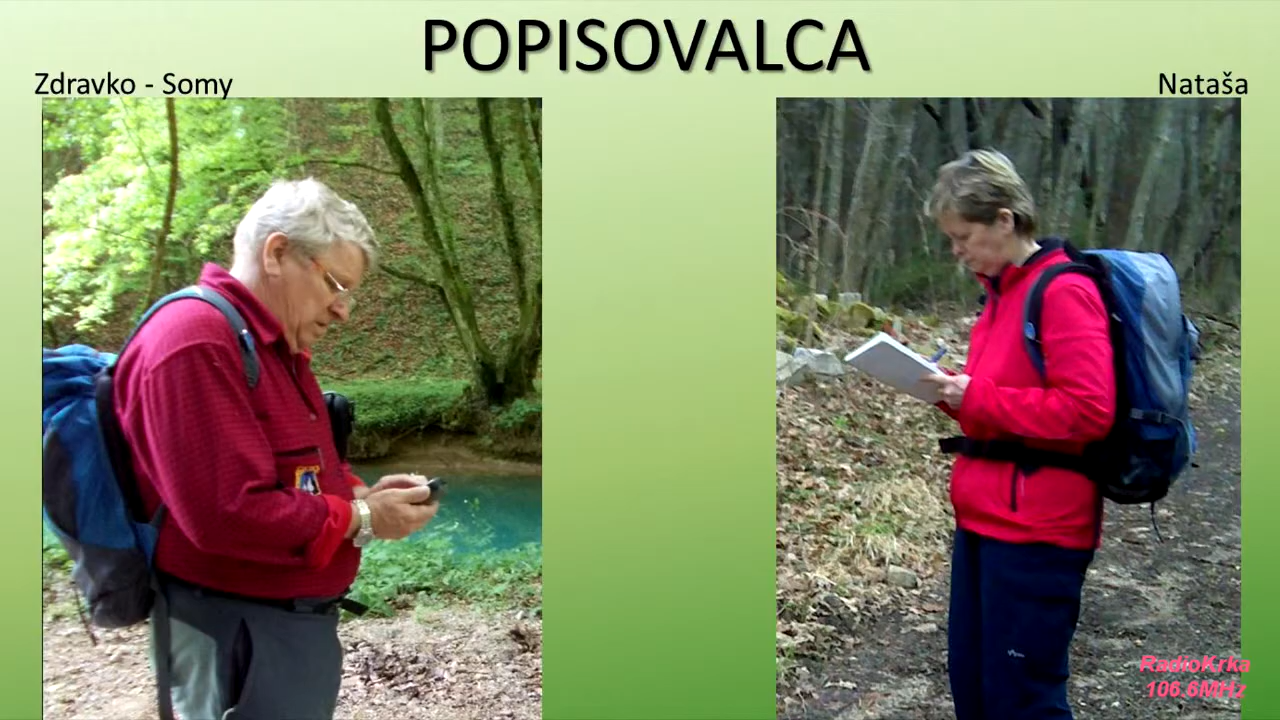 POPISOVALCA
Zdravko - Somy
Nataša
RadioKrka
106.6MHz